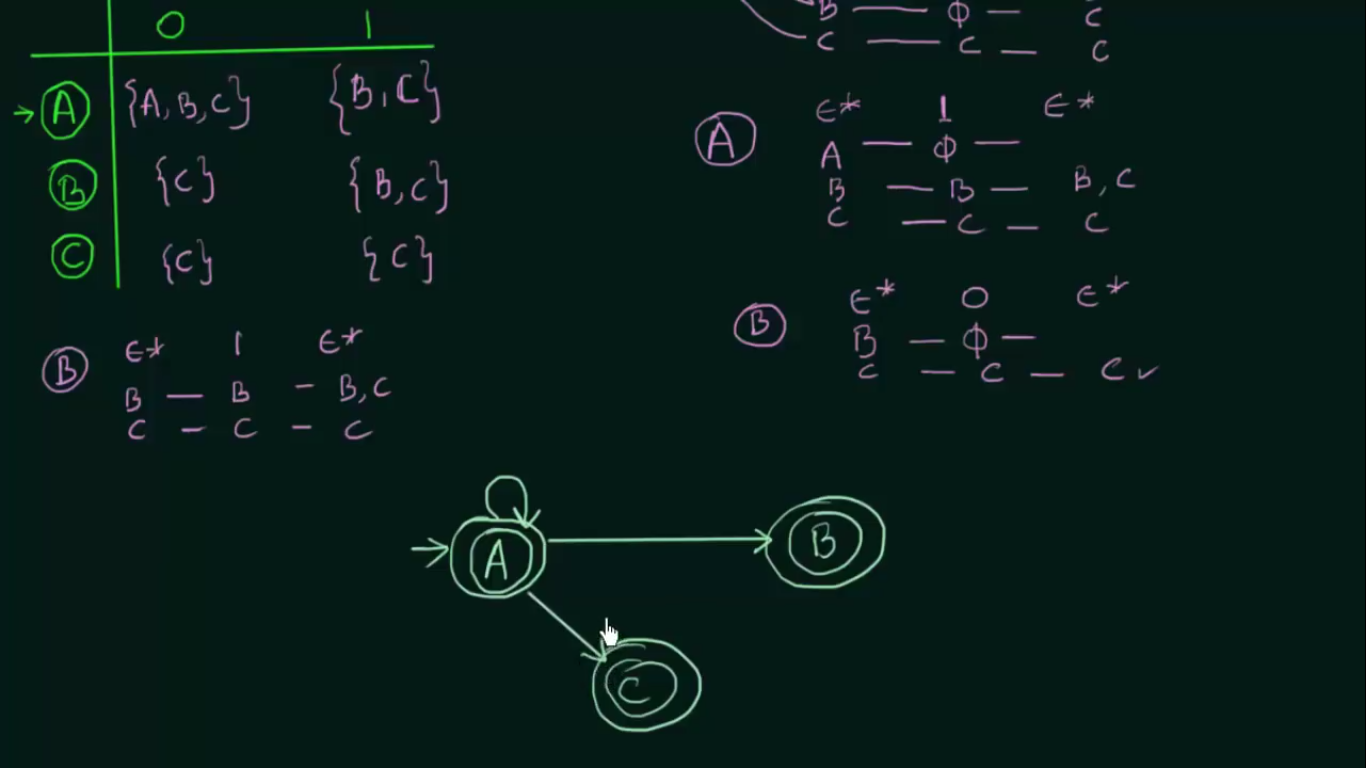 0 1
→ A {A, B, C} {B, C}
B {C} {B, C}
C {C} {C}
B ∈* 1 ∈*
B — B – B, C
C – C – C
B — Φ — C
C — C — C
A ∈* 1 ∈*
A — Φ —
B — B — B, C
C — C — C
B ∈* 0 ∈*
B — Φ —
C — C — C ✓
A
B
C